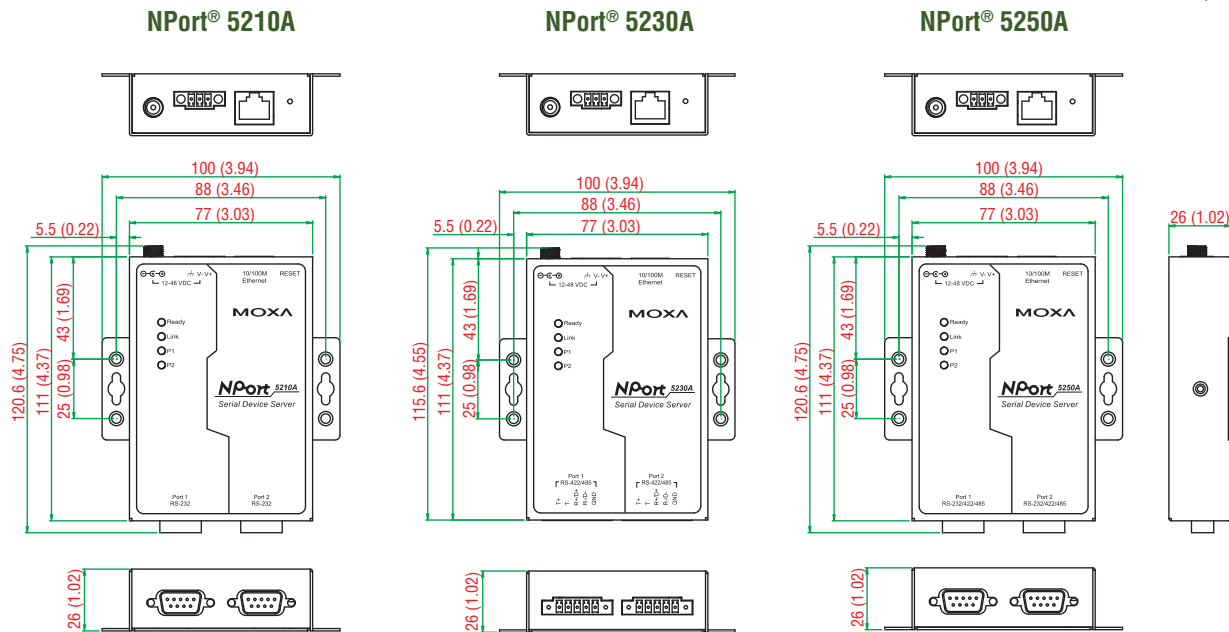 NPort® 5210A
100 (3.94)
88 (3.46)
77 (3.03)
5.5 (0.22)
120.6 (4.75)
111 (4.37)
43 (1.69)
25 (0.98)
V- V+
12-48 VDC
10/100M
Ethernet
RESET
MOXA
Ready
Link
P1
P2
NPort 5210A
Serial Device Server
Port 1
RS-232
Port 2
RS-232
26 (1.02)
NPort® 5230A
100 (3.94)
88 (3.46)
77 (3.03)
5.5 (0.22)
115.6 (4.55)
111 (4.37)
43 (1.69)
25 (0.98)
V- V+
12-48 VDC
10/100M
Ethernet
RESET
MOXA
Ready
Link
P1
P2
NPort 5230A
Serial Device Server
Port 1
RS-422/485
T+
T-
R+/D+
R-/D-
GND
Port 2
RS-422/485
T+
T-
R+/D+
R-/D-
GND
26 (1.02)
NPort® 5250A
100 (3.94)
88 (3.46)
77 (3.03)
5.5 (0.22)
120.6 (4.75)
111 (4.37)
43 (1.69)
25 (0.98)
V- V+
12-48 VDC
10/100M
Ethernet
RESET
MOXA
Ready
Link
P1
P2
NPort 5250A
Serial Device Server
Port 1
RS-232/422/485
Port 2
RS-232/422/485
26 (1.02)
26 (1.02)